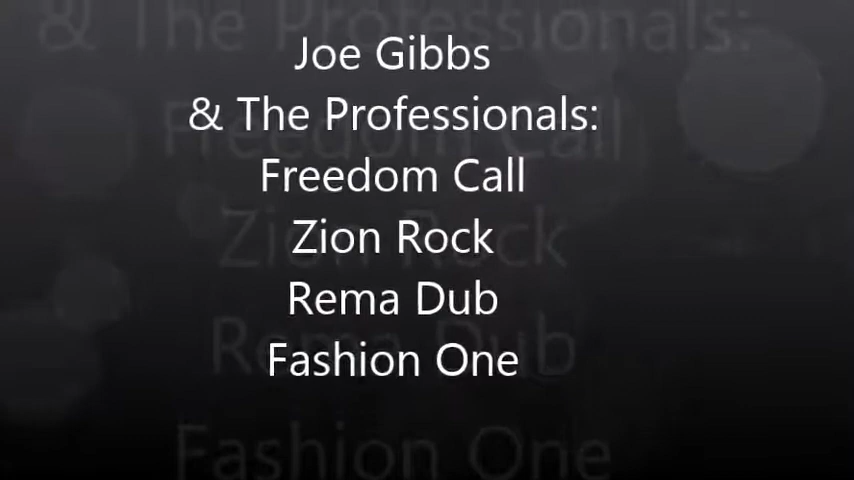 Joe Gibbs
& The Professionals:
Freedom Call
Zion Rock
Rema Dub
Fashion One